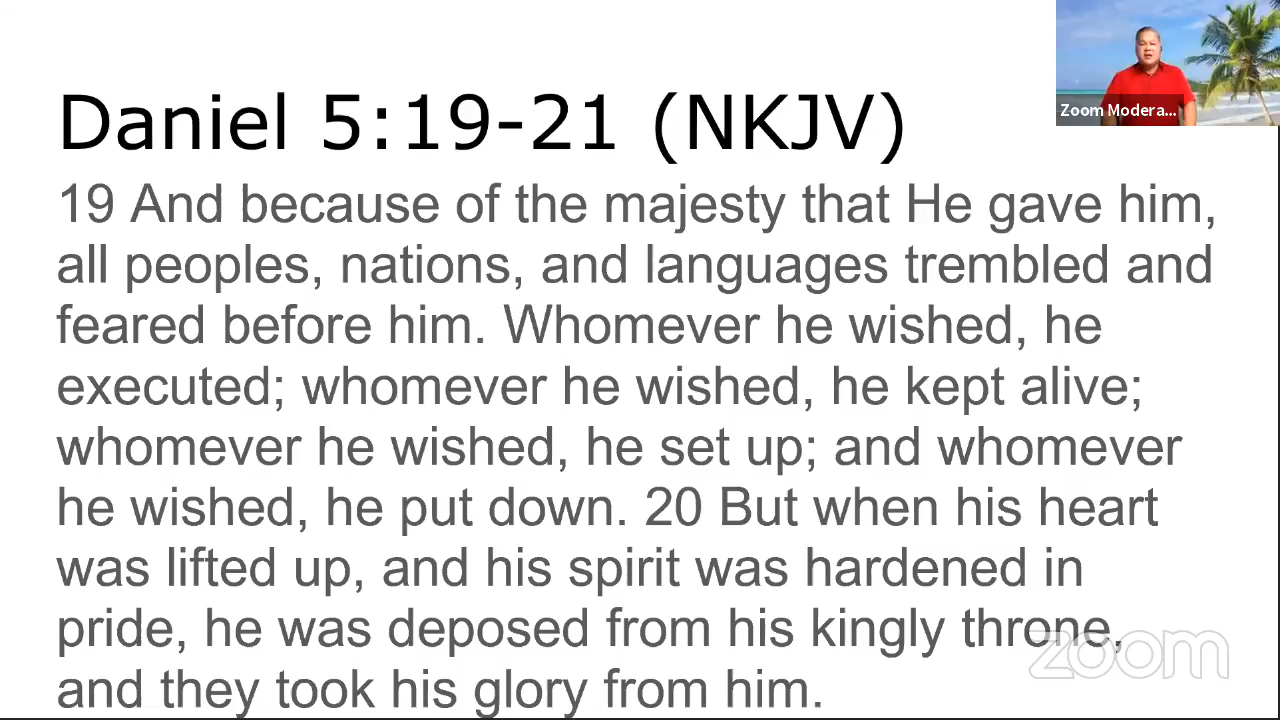 Daniel 5:19-21 (NKJV)
Zoom Modera...
19 And because of the majesty that He gave him,
all peoples, nations, and languages trembled and
feared before him. Whomever he wished, he
executed; whomever he wished, he kept alive;
whomever he wished, he set up; and whomever
he wished, he put down. 20 But when his heart
was lifted up, and his spirit was hardened in
pride, he was deposed from his kingly throne,
and they took his glory from him.
zoom